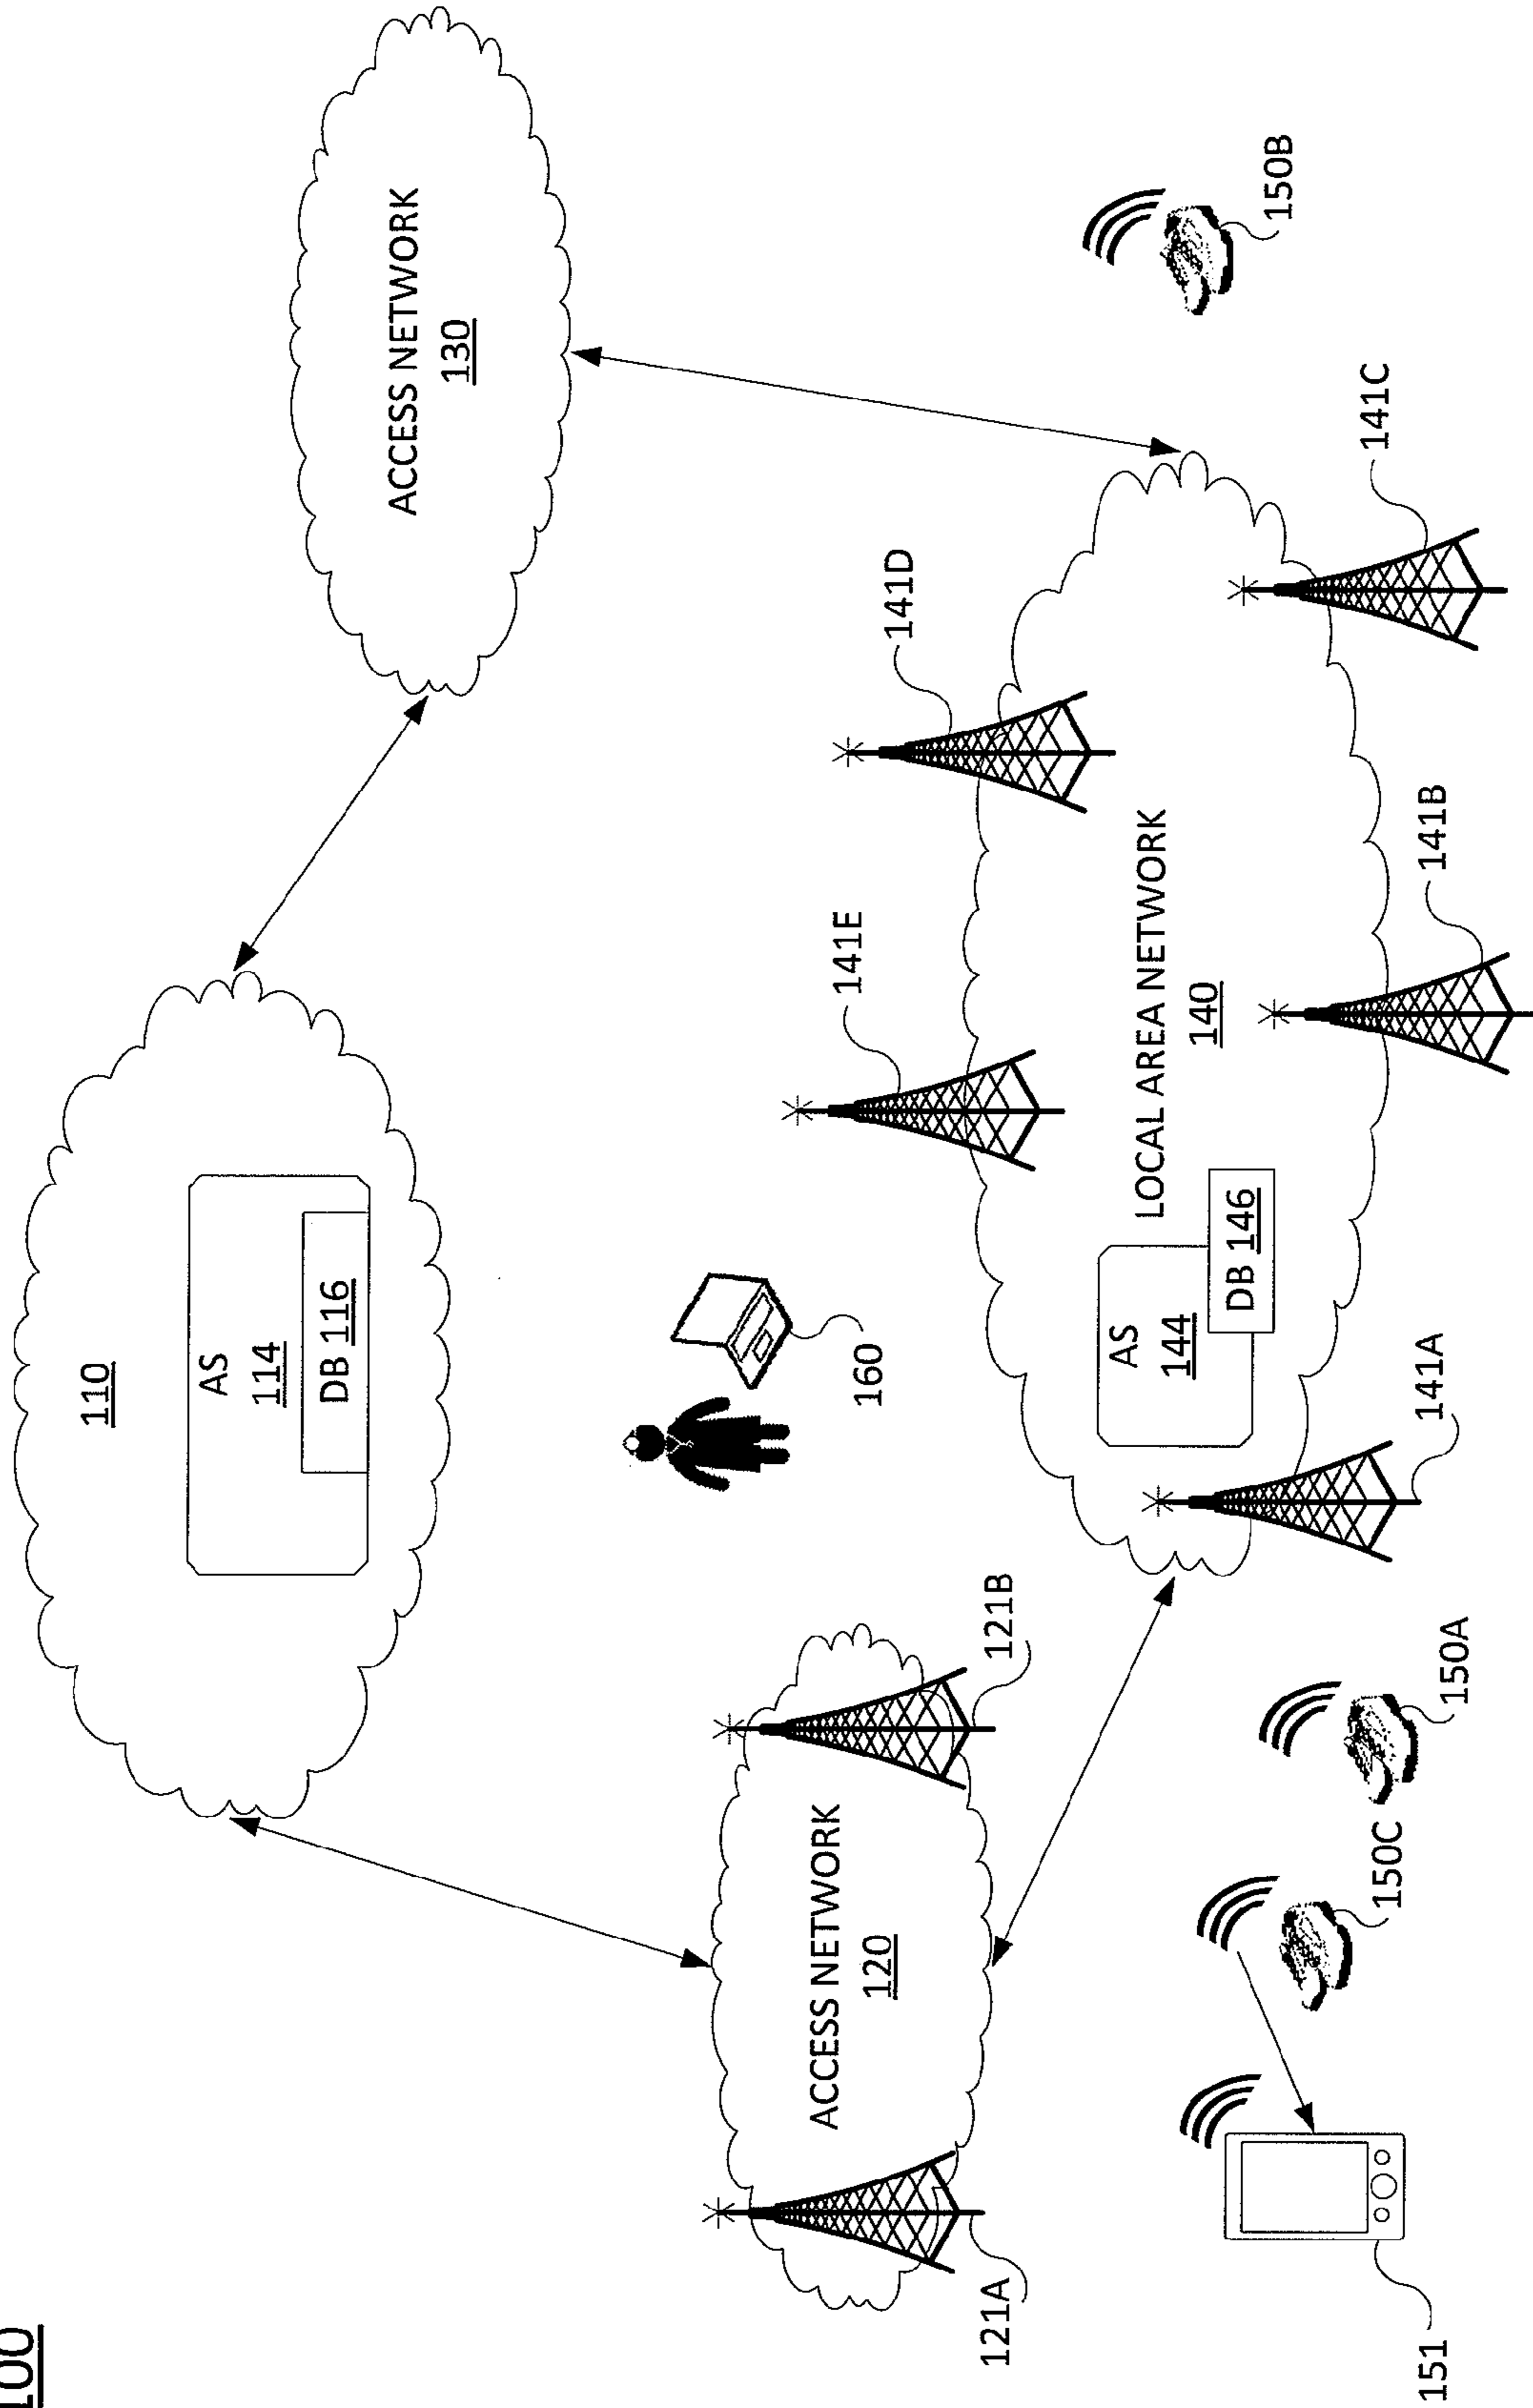 100
110
AS
114
DB 116
ACCESS NETWORK
130
ACCESS NETWORK
120
121A
121B
160
141E
141D
LOCAL AREA NETWORK
140
AS
144
DB 146
141A
141B
141C
151
150C
150A
150B